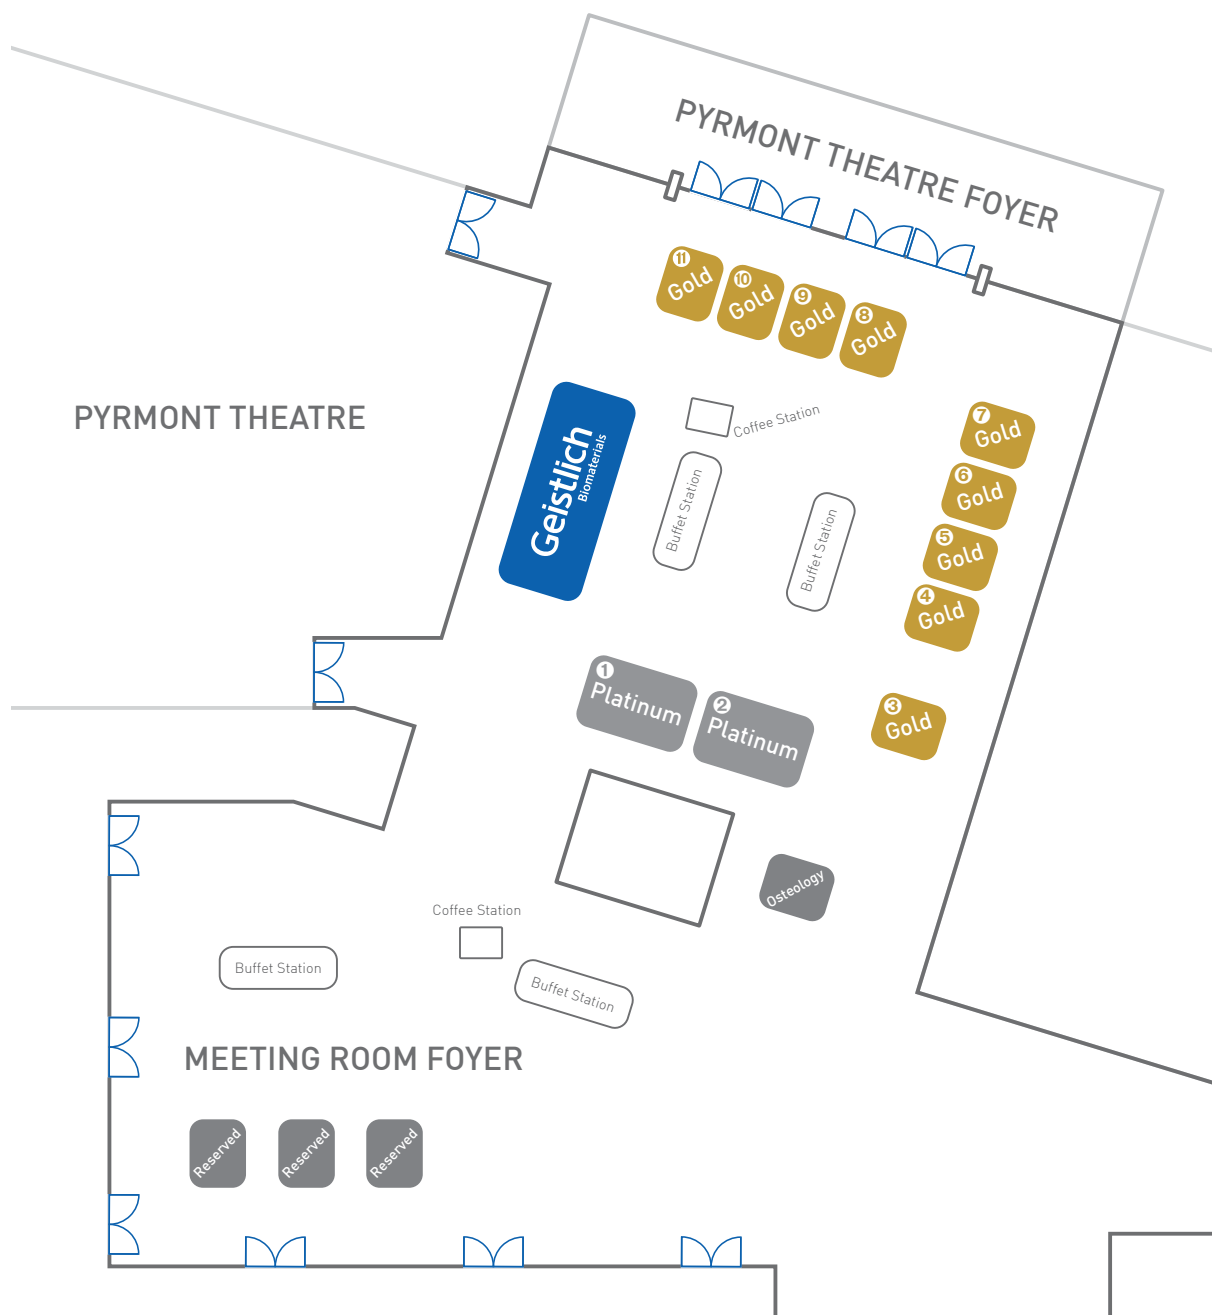 PYRMONT THEATRE FOYER
11
Gold
10
Gold
9
Gold
8
Gold
PYRMONT THEATRE
Geistlich
Biomaterials
Coffee Station
Buffet Station
Buffet Station
7
Gold
6
Gold
5
Gold
4
Gold
3
Gold
1
Platinum
2
Platinum
Osteology
Coffee Station
Buffet Station
Buffet Station
MEETING ROOM FOYER
Reserved
Reserved
Reserved